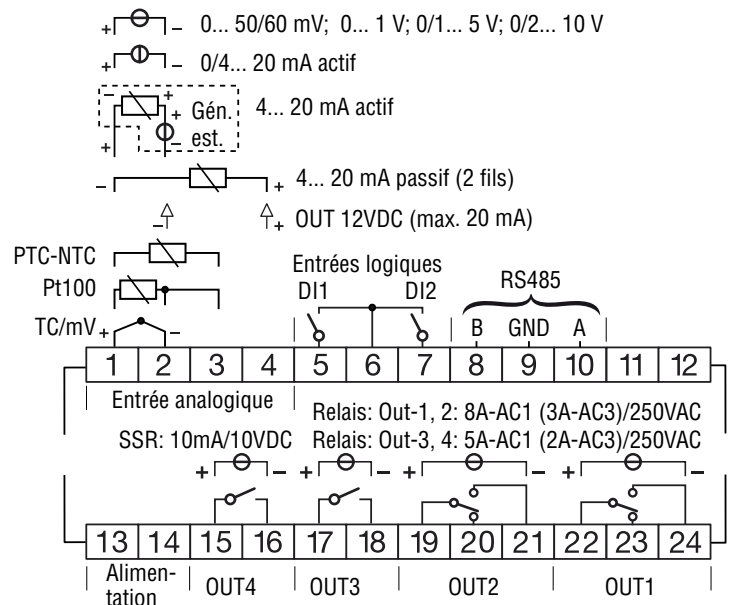 + – 0... 50/60 mV; 0... 1 V; 0/1... 5 V; 0/2... 10 V
+ – 0/4... 20 mA actif
– + + Gén. 4... 20 mA actif
+ – est.
– + 4... 20 mA passif (2 fils)
– + OUT 12VDC (max. 20 mA)
PTC-NTC
Entrées logiques RS485
Pt100 DI1 DI2
TC/mV + – B GND A
1 2 3 4 5 6 7 8 9 10 11 12
Entrée analogique
Relais: Out-1, 2: 8A-AC1 (3A-AC3)/250VAC
SSR: 10mA/10VDC Relais: Out-3, 4: 5A-AC1 (2A-AC3)/250VAC
+ – + – + – + –
13 14 15 16 17 18 19 20 21 22 23 24
Alimen-
tation OUT4 OUT3 OUT2 OUT1